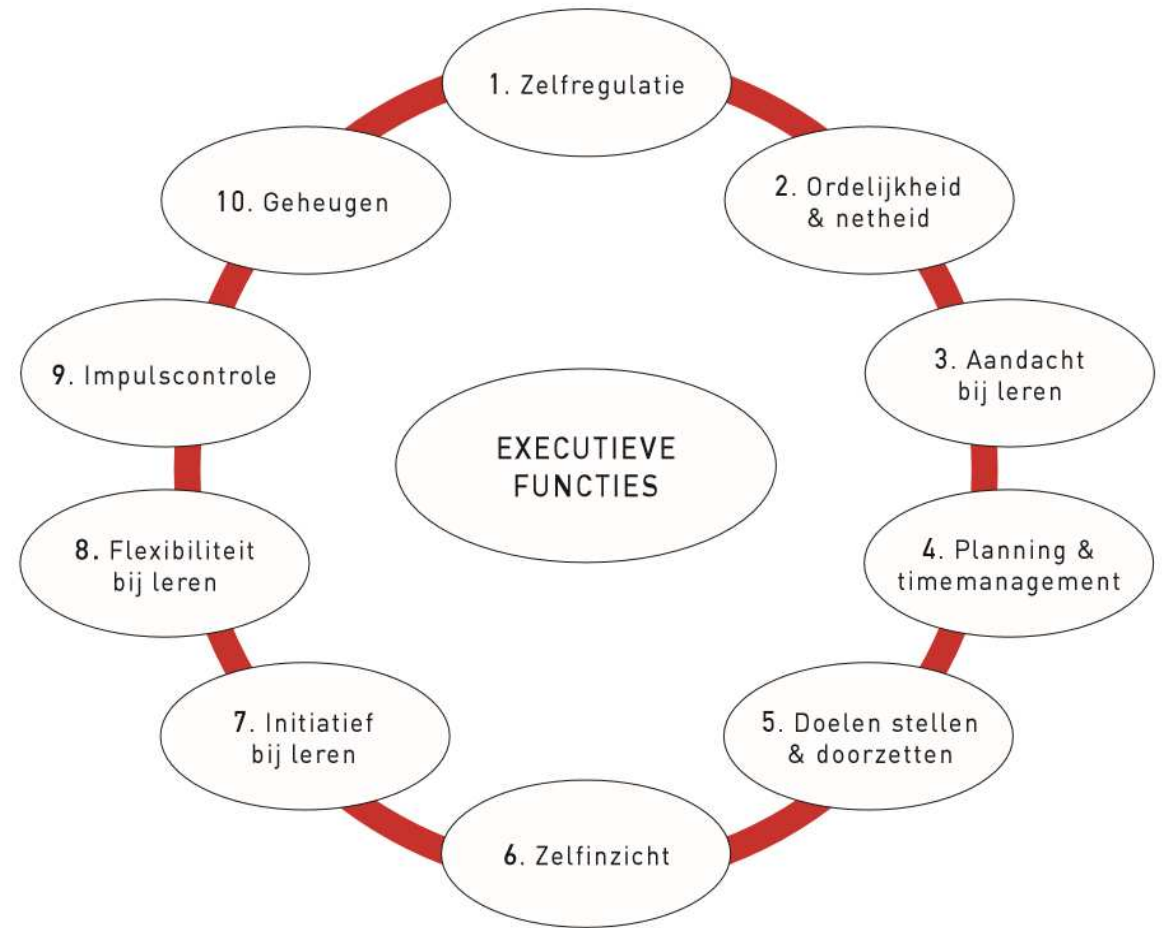 1. Zelfregulatie
2. Ordelijkheid
& netheid
3. Aandacht
bij leren
4. Planning &
timemanagement
5. Doelen stellen
& doorzetten
6. Zelfinzicht
7. Initiatief
bij leren
8. Flexibiliteit
bij leren
9. Impulscontrole
10. Geheugen
EXECUTIEVE
FUNCTIES